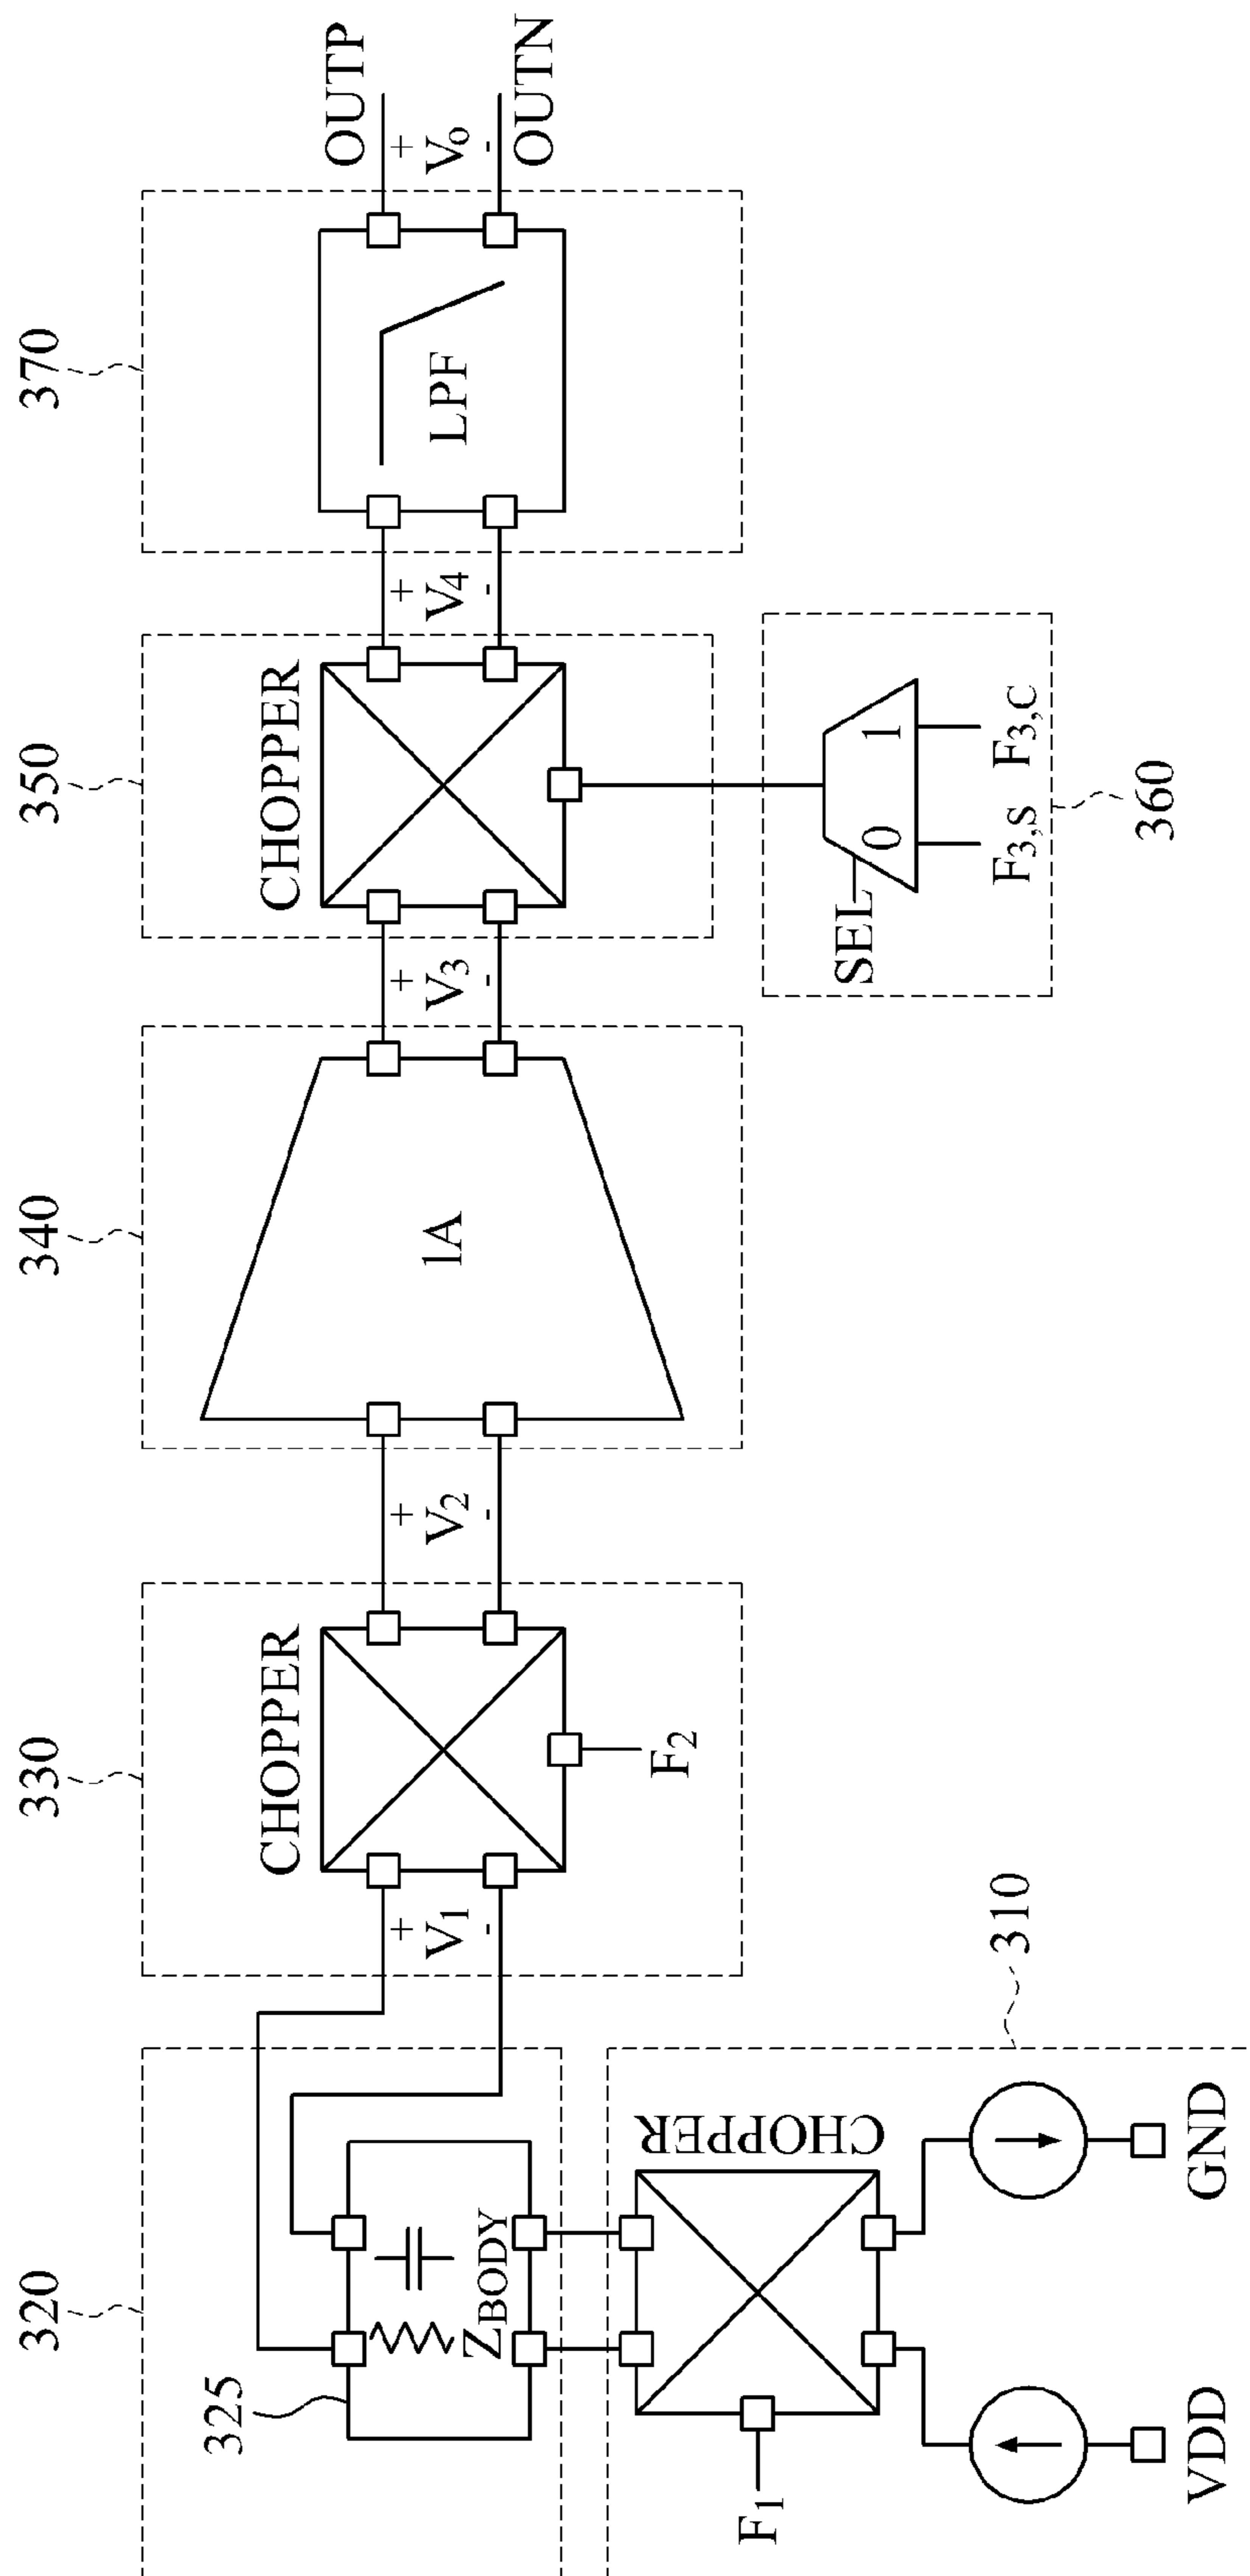 320
330
340
350
370
325
CHOPPER
CHOPPER
OUTP
+
V1
-
+
V2
-
1A
+
V3
-
+
V4
-
LPF
+
Vo
-
OUTN
ZBODY
F2
CHOPPER
F1
310
SEL
0
1
F3,S
F3,C
360
VDD
GND